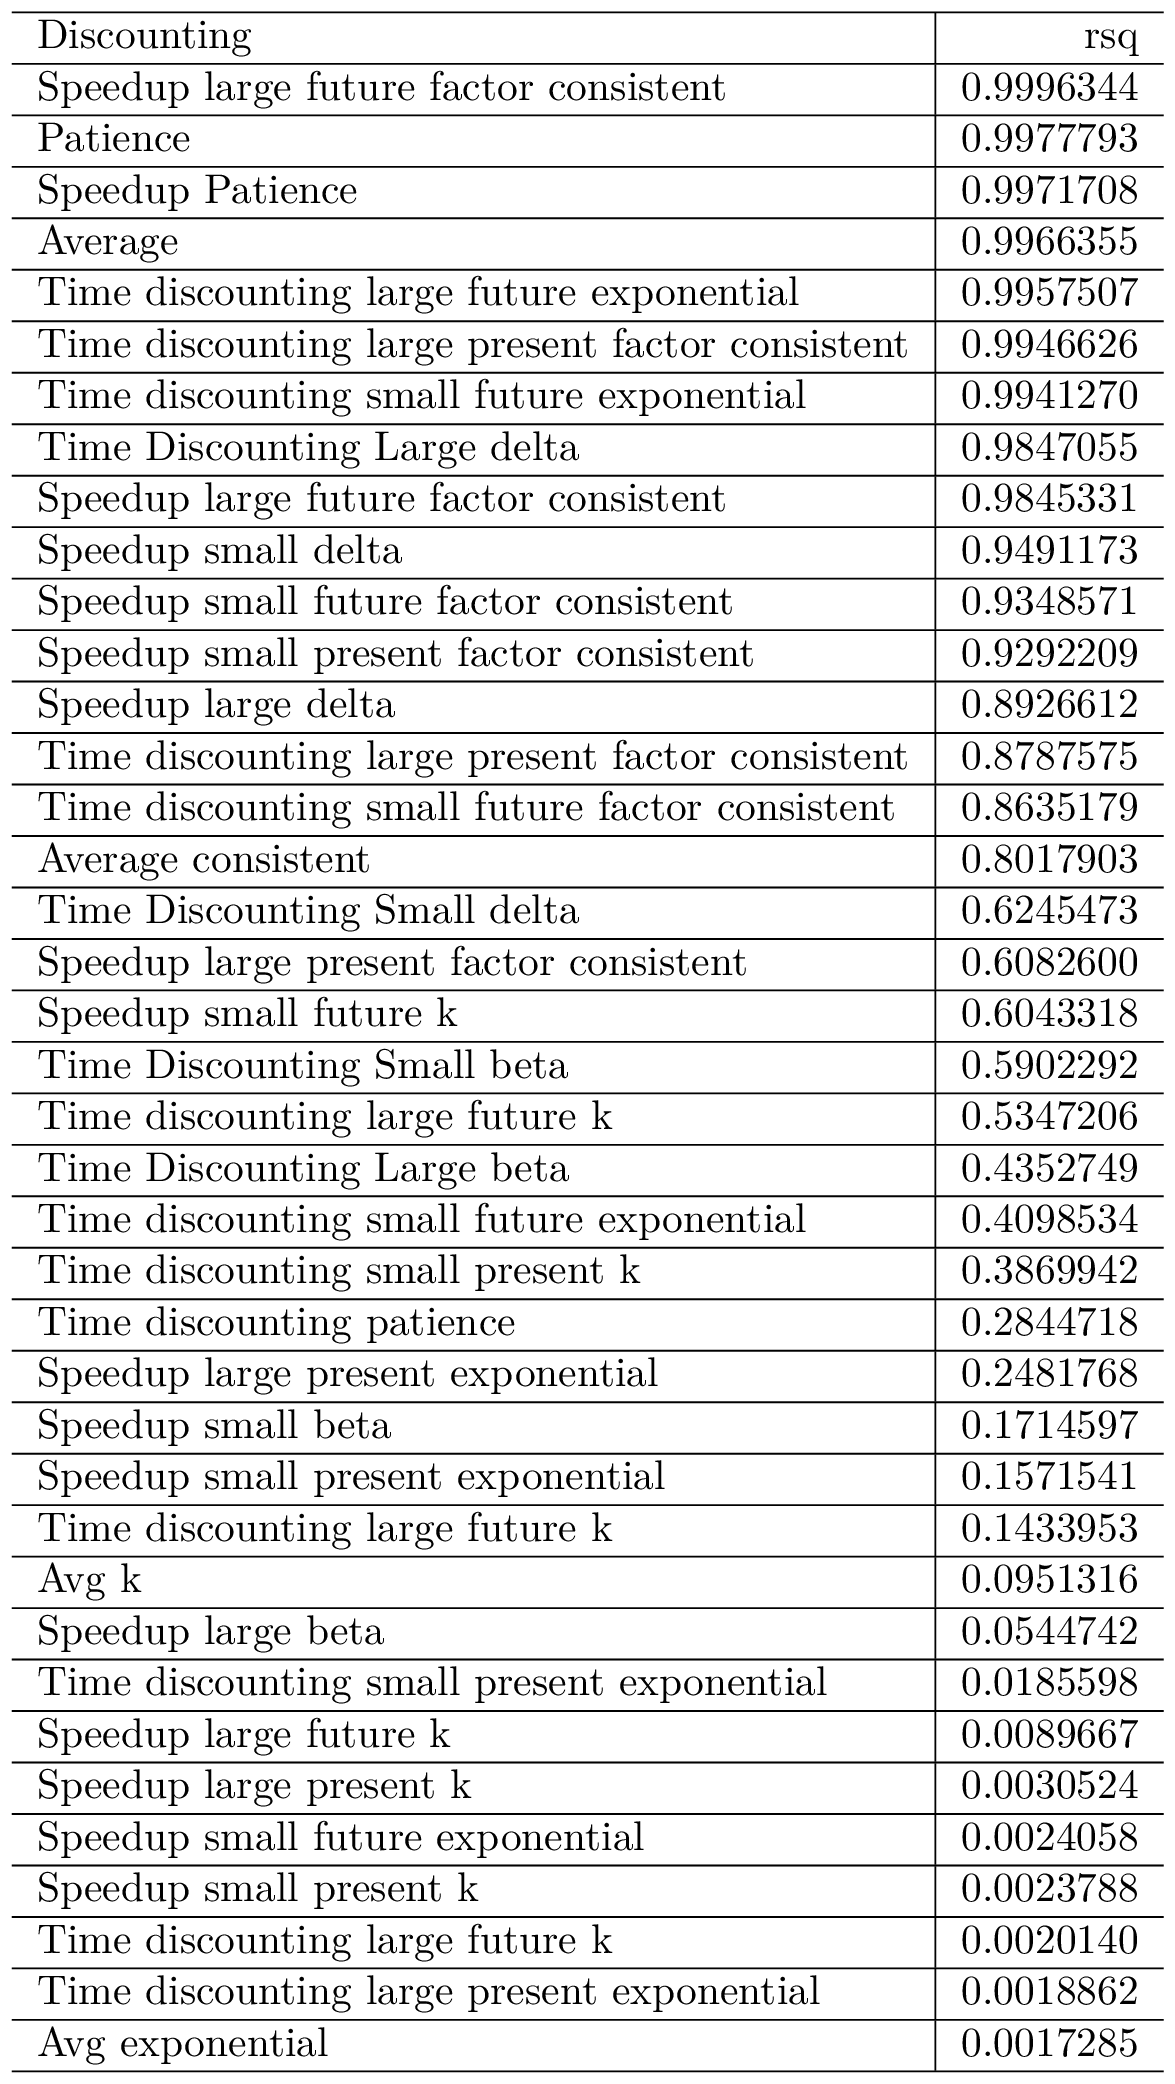 Discounting rsq
Speedup large future factor consistent 0.9996344
Patience 0.9977793
Speedup Patience 0.9971708
Average 0.9966355
Time discounting large future exponential 0.9957507
Time discounting large present factor consistent 0.9946626
Time discounting small future exponential 0.9941270
Time Discounting Large delta 0.9847055
Speedup large future factor consistent 0.9845331
Speedup small delta 0.9491173
Speedup small future factor consistent 0.9348571
Speedup small present factor consistent 0.9292209
Speedup large delta 0.8926612
Time discounting large present factor consistent 0.8787575
Time discounting small future factor consistent 0.8635179
Average consistent 0.8017903
Time Discounting Small delta 0.6245473
Speedup large present factor consistent 0.6082600
Speedup small future k 0.6043318
Time Discounting Small beta 0.5902292
Time discounting large future k 0.5347206
Time Discounting Large beta 0.4352749
Time discounting small future exponential 0.4098534
Time discounting small present k 0.3869942
Time discounting patience 0.2844718
Speedup large present exponential 0.2481768
Speedup small beta 0.1714597
Speedup small present exponential 0.1571541
Time discounting large future k 0.1433953
Avg k 0.0951316
Speedup large beta 0.0544742
Time discounting small present exponential 0.0185598
Speedup large future k 0.0089667
Speedup large present k 0.0030524
Speedup small future exponential 0.0024058
Speedup small present k 0.0023788
Time discounting large future k 0.0020140
Time discounting large present exponential 0.0018862
Avg exponential 0.0017285